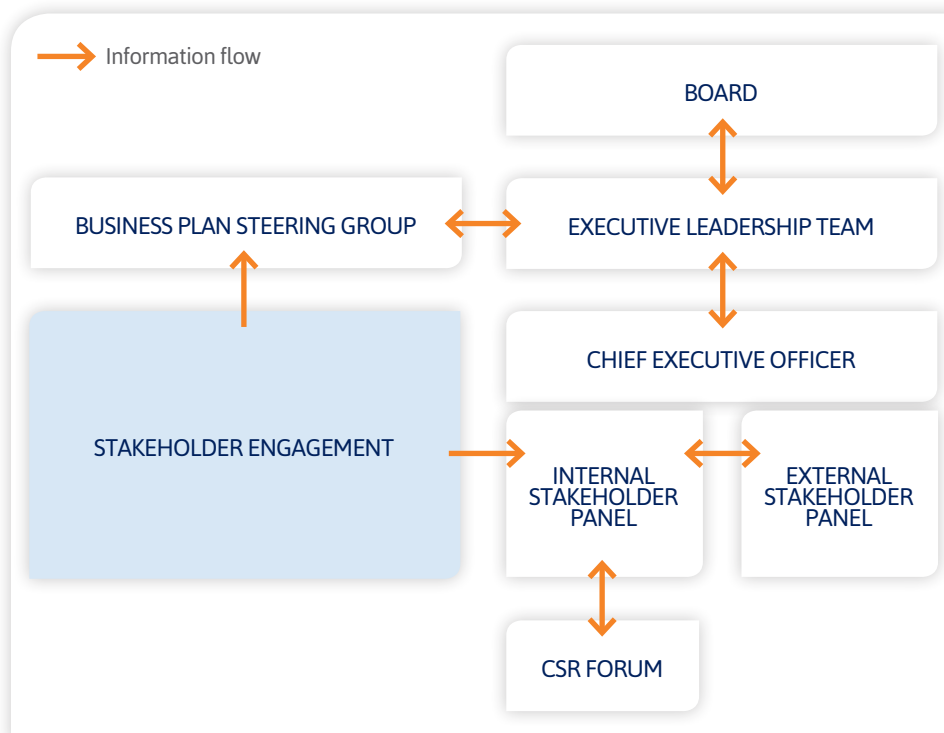 Information flow
BOARD
BUSINESS PLAN STEERING GROUP
EXECUTIVE LEADERSHIP TEAM
CHIEF EXECUTIVE OFFICER
STAKEHOLDER ENGAGEMENT
INTERNAL
STAKEHOLDER
PANEL
EXTERNAL
STAKEHOLDER
PANEL
CSR FORUM